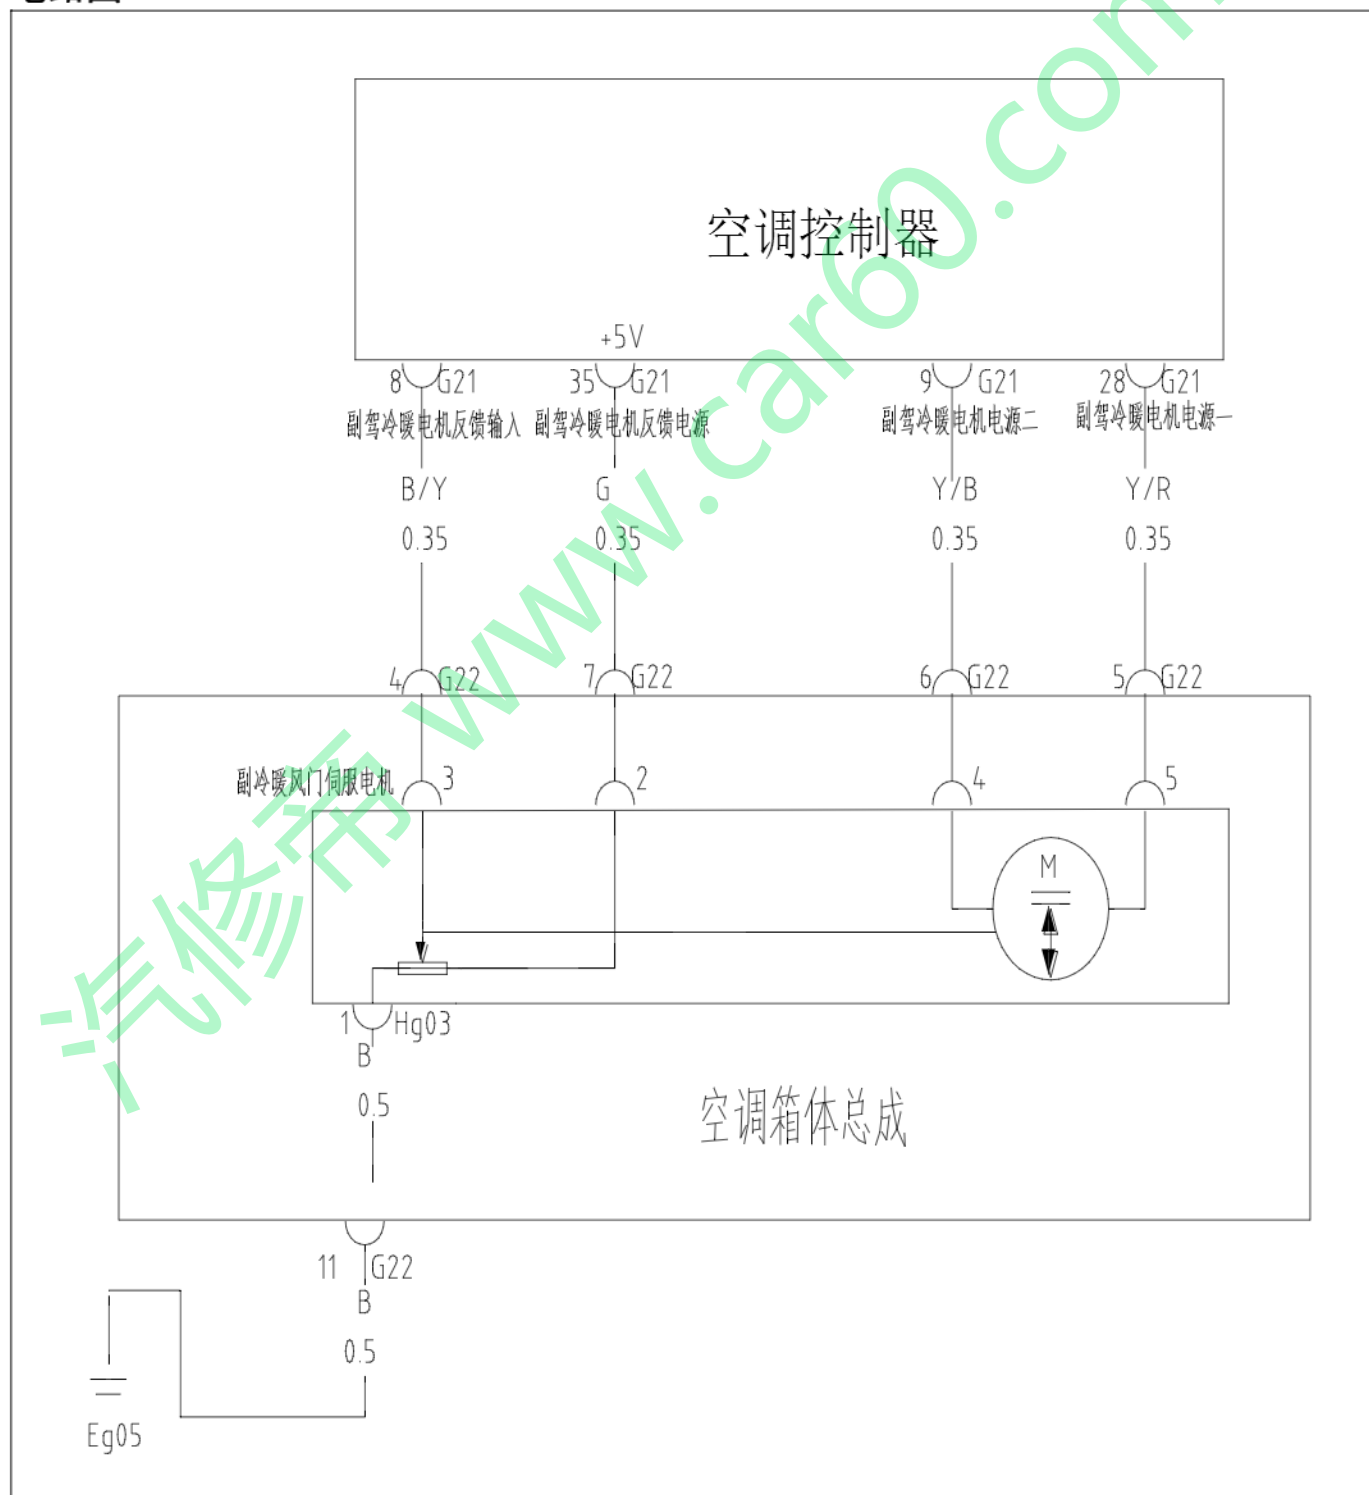 空调控制器
+5V
8 G21 35 G21 9 G21 28 G21
副驾冷暖电机反馈输入 副驾冷暖电机反馈电源 副驾冷暖电机电源二 副驾冷暖电机电源一
B/Y G Y/B Y/R
0.35 0.35 0.35 0.35
4 G22 7 G22 6 G22 5 G22
副冷暖风门伺服电机 3 2 4 5
M
1 Hg03
B
0.5
空调箱体总成
11 G22
B
0.5
Eg05
汽修帝 www.car60.com